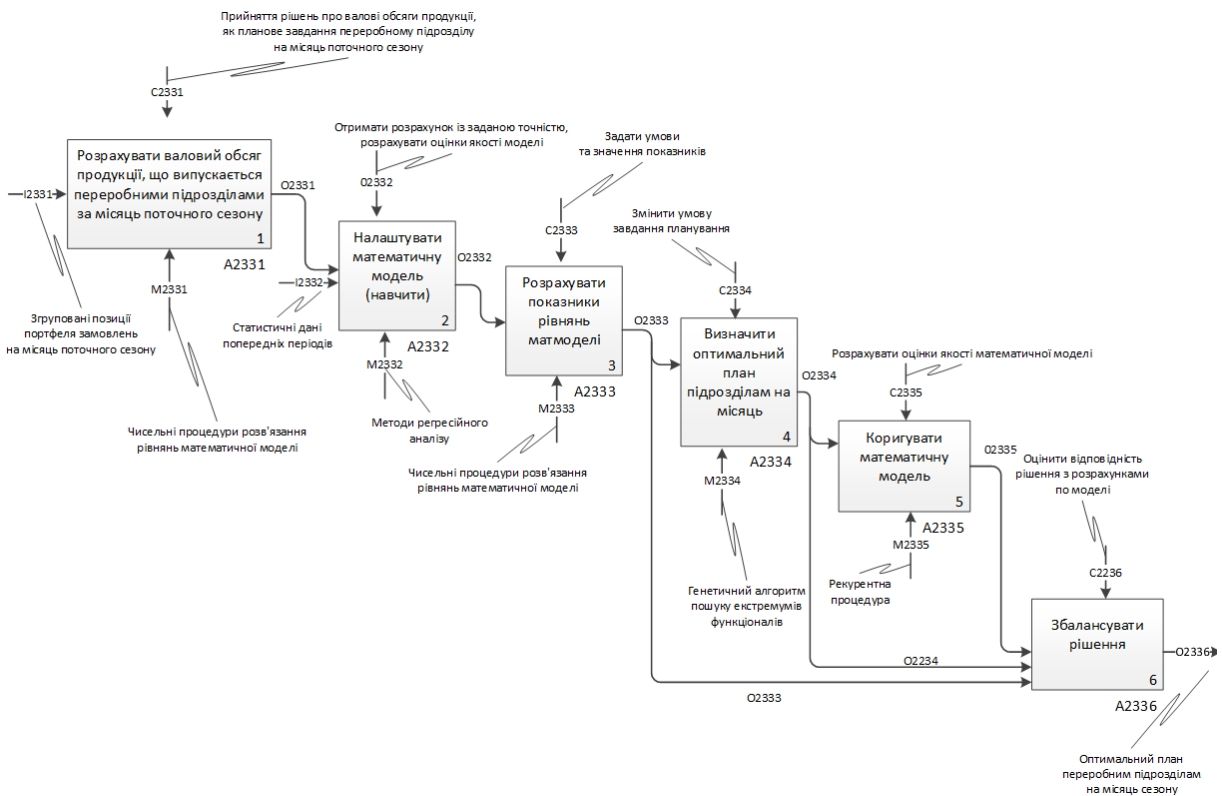 Прийняття рішень про валові обсяги продукції,
як планове завдання переробному підрозділу
на місяць поточного сезону
C2331
Розрахувати валовий обсяг
продукції, що випускається
переробними підрозділами
за місяць поточного сезону
1
I2331
O2331
A2331
M2331
Згруповані позиції
портфеля замовлень
на місяць поточного сезону
Чисельні процедури розв'язання
рівнянь математичної моделі
Отримати розрахунок із заданою точністю,
розрахувати оцінки якості моделі
02332
Налаштувати
математичну
модель
(навчити)
2
I2332
O2332
A2332
M2332
Статистичні дані
попередніх періодів
Методи регресійного
аналізу
Задати умови
та значення показників
C2333
Розрахувати
показники
рівнянь
матмоделі
3
O2333
A2333
M2333
Чисельні процедури розв'язання
рівнянь математичної моделі
Змінити умову
завдання планування
C2334
Визначити
оптимальний
план
підрозділам на
місяць
4
O2334
A2334
M2334
Генетичний алгоритм
пошуку екстремумів
функціоналів
Розрахувати оцінки якості математичної моделі
C2335
Коригувати
математичну
модель
5
O2335
A2335
M2335
Рекурентна
процедура
Оцінити відповідність
рішення з розрахунками
по моделі
C2236
Збалансувати
рішення
6
O2234
O2333
O2336
A2336
Оптимальний план
переробним підрозділам
на місяць сезону